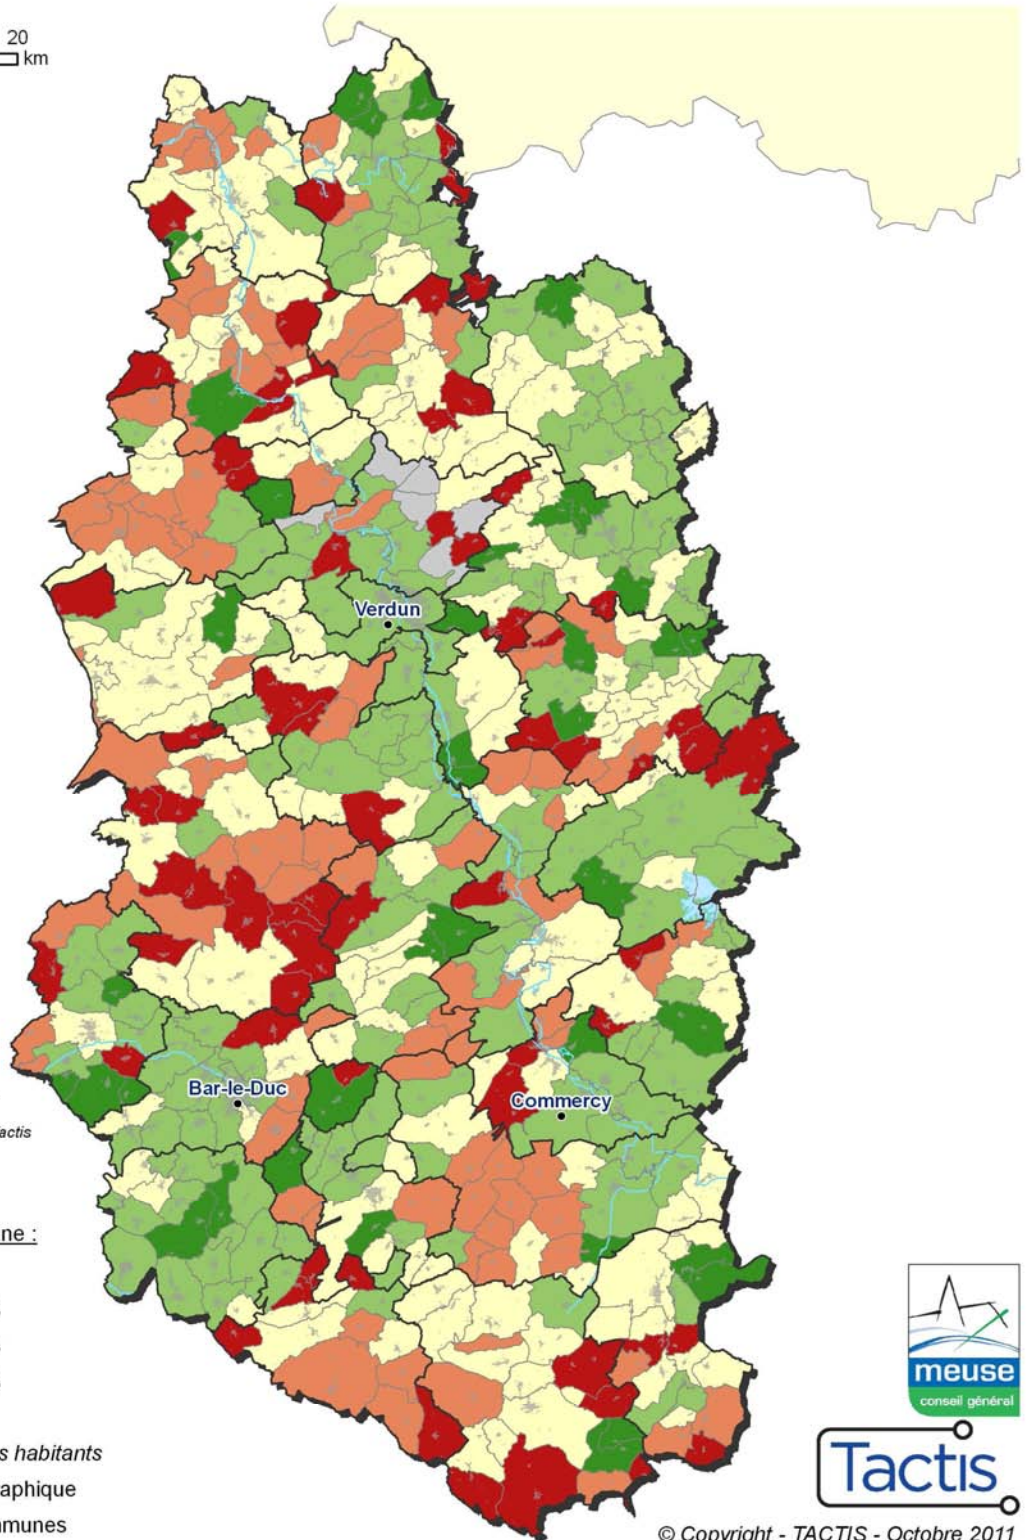 20
km
Verdun
Bar-le-Duc
Commercy
actis
ne :
s habitants
aphique
mmunes
meuse
conseil général
Tactis
© Copyright - TACTIS - Octobre 2011